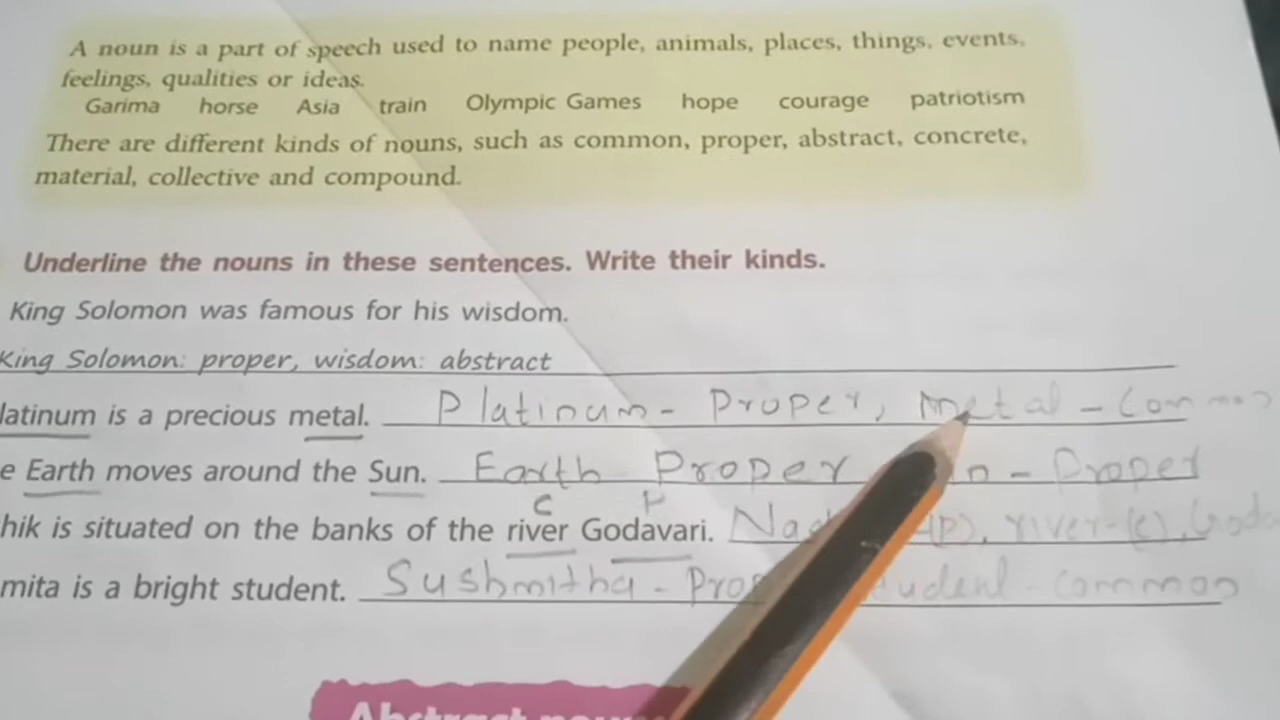 A noun is a part of speech used to name people, animals, places, things, events,
feelings, qualities or ideas.
Garima horse Asia train Olympic Games hope courage patriotism
There are different kinds of nouns, such as common, proper, abstract, concrete,
material, collective and compound.
Underline the nouns in these sentences. Write their kinds.
King Solomon was famous for his wisdom.
King Solomon: proper, wisdom: abstract
latinum is a precious metal. Platinum - Proper, Metal - Common
e Earth moves around the Sun. Earth Proper n - Proper
C P
hik is situated on the banks of the river Godavari. (P), river-(c), Goda
mita is a bright student. Sushmitha - Prop udent - common
Abstract noun